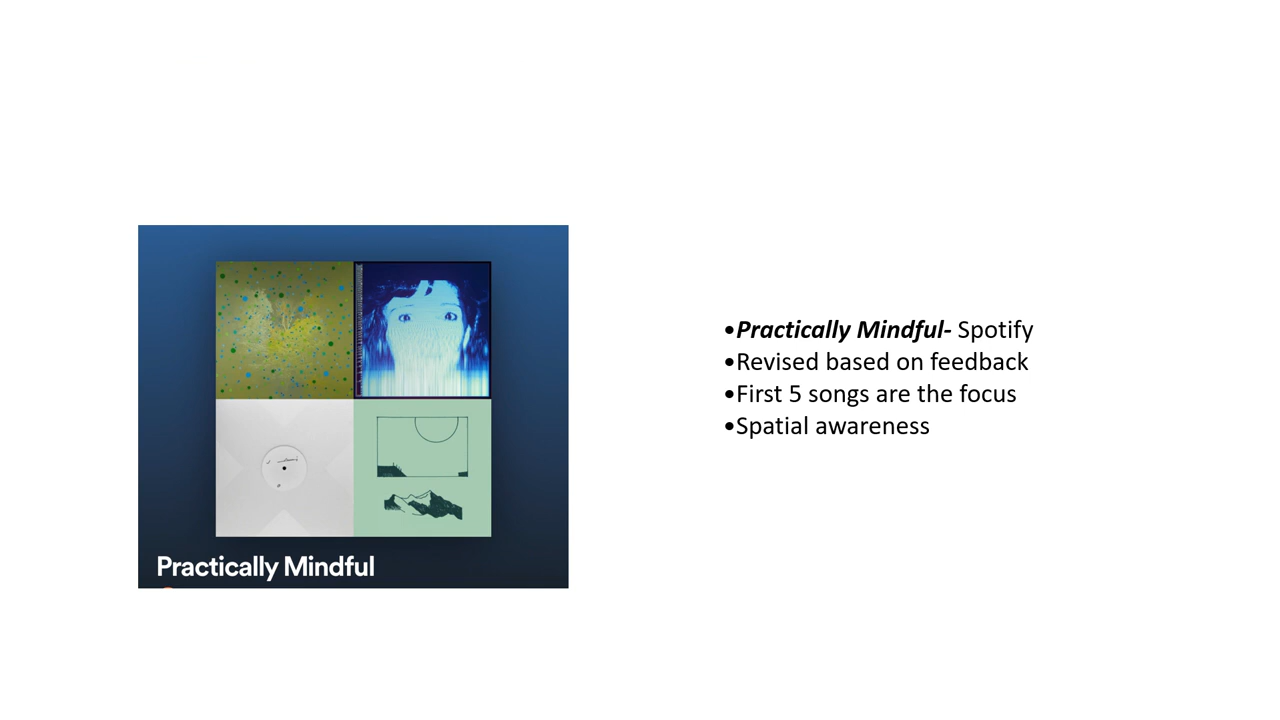 Practically Mindful
•Practically Mindful- Spotify
•Revised based on feedback
•First 5 songs are the focus
•Spatial awareness